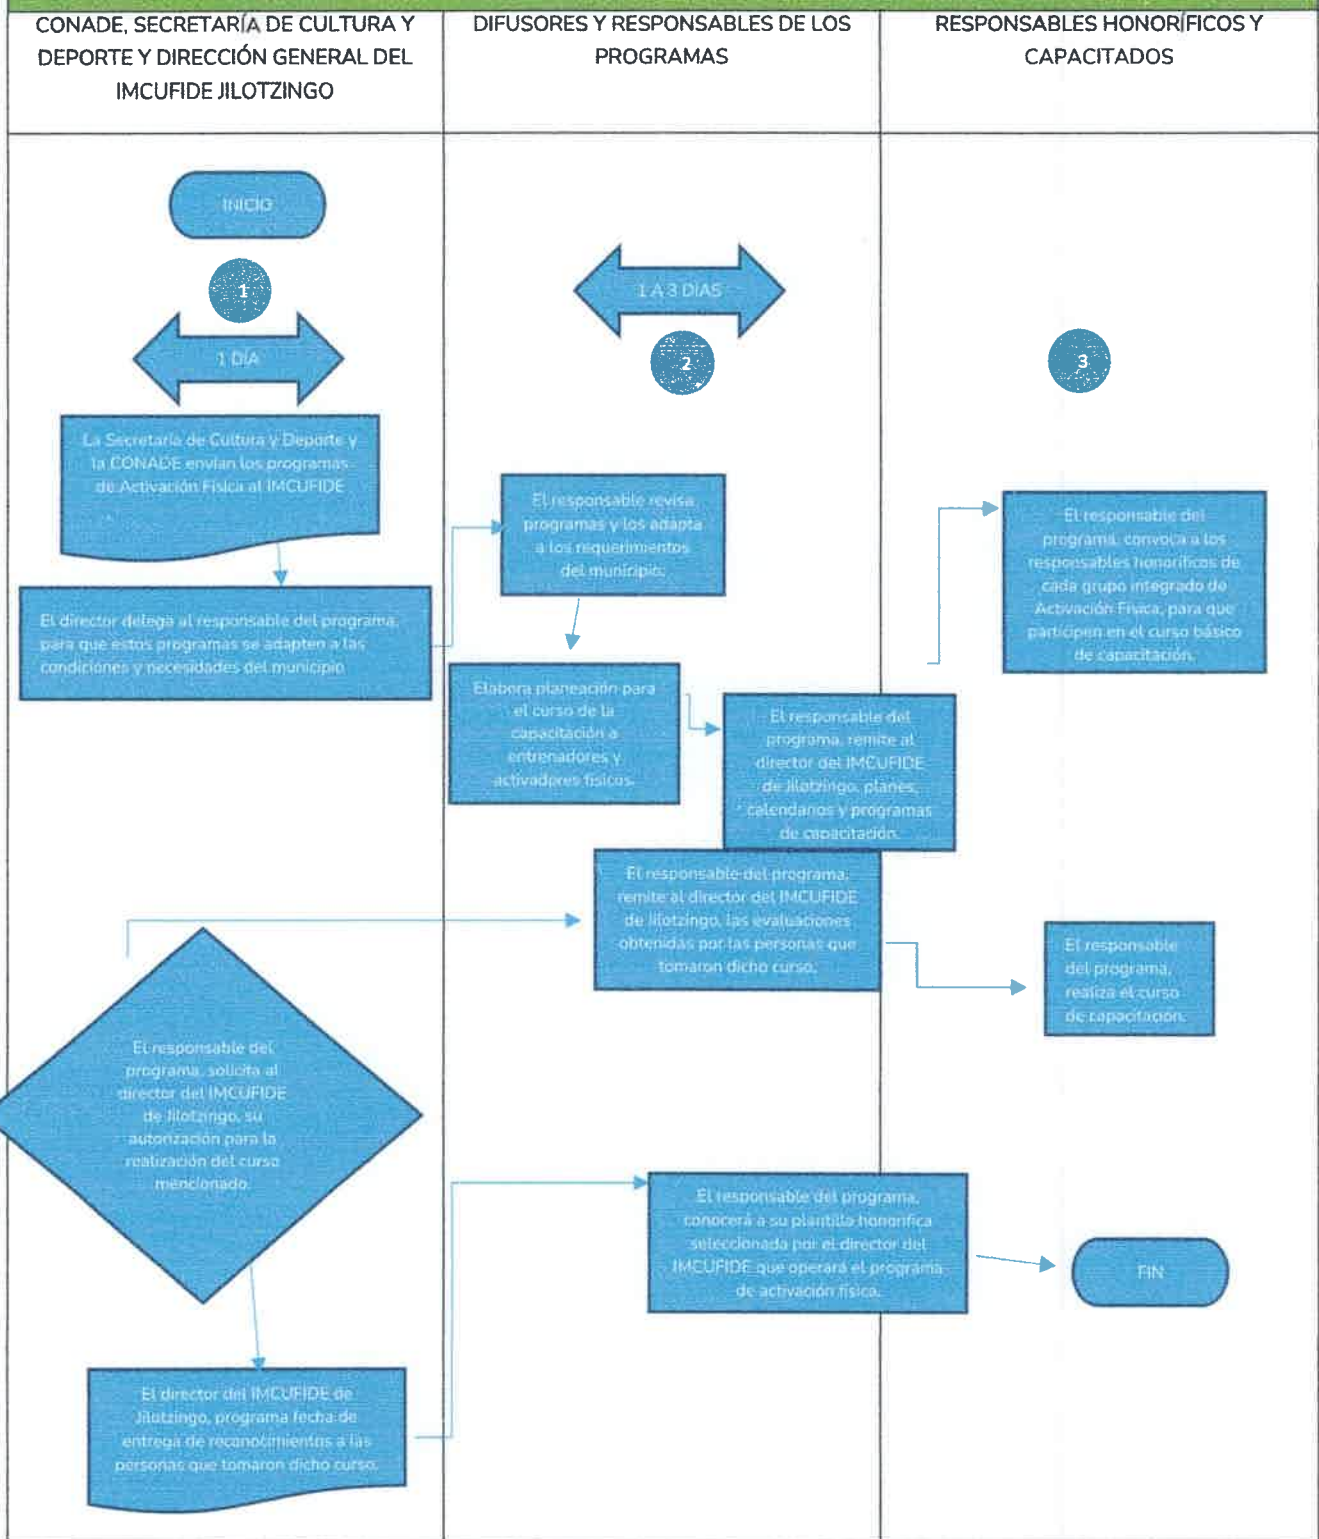 CONADE, SECRETARÍA DE CULTURA Y
DEPORTE Y DIRECCIÓN GENERAL DEL
IMCUFIDE JILOTZINGO
DIFUSORES Y RESPONSABLES DE LOS
PROGRAMAS
RESPONSABLES HONORÍFICOS Y
CAPACITADOS
INICIO
1
1 DÍA
La Secretaría de Cultura y Deporte y
la CONADE envían los programas
de Activación Física al IMCUFIDE
El director delega al responsable del programa,
para que estos programas se adapten a las
condiciones y necesidades del municipio
1 A 3 DIAS
2
El responsable revisa
programas y los adapta
a los requerimientos
del municipio.
Elabora planeación para
el curso de la
capacitación a
entrenadores y
activadores físicos.
El responsable del
programa, remite al
director del IMCUFIDE
de Jilotzingo, planes,
calendarios y programas
de capacitación.
3
El responsable del
programa, convoca a los
responsables honoríficos de
cada grupo integrado de
Activación Física, para que
participen en el curso básico
de capacitación.
El responsable del programa,
remite al director del IMCUFIDE
de Jilotzingo, las evaluaciones
obtenidas por las personas que
tomaron dicho curso.
El responsable
del programa,
realiza el curso
de capacitación.
El responsable del
programa, solicita al
director del IMCUFIDE
de Jilotzingo, su
autorización para la
realización del curso
mencionado.
El responsable del programa,
conocerá a su plantilla honorífica
seleccionada por el director del
IMCUFIDE que operará el programa
de activación física.
FIN
El director del IMCUFIDE de
Jilotzingo, programa fecha de
entrega de reconocimientos a las
personas que tomaron dicho curso.